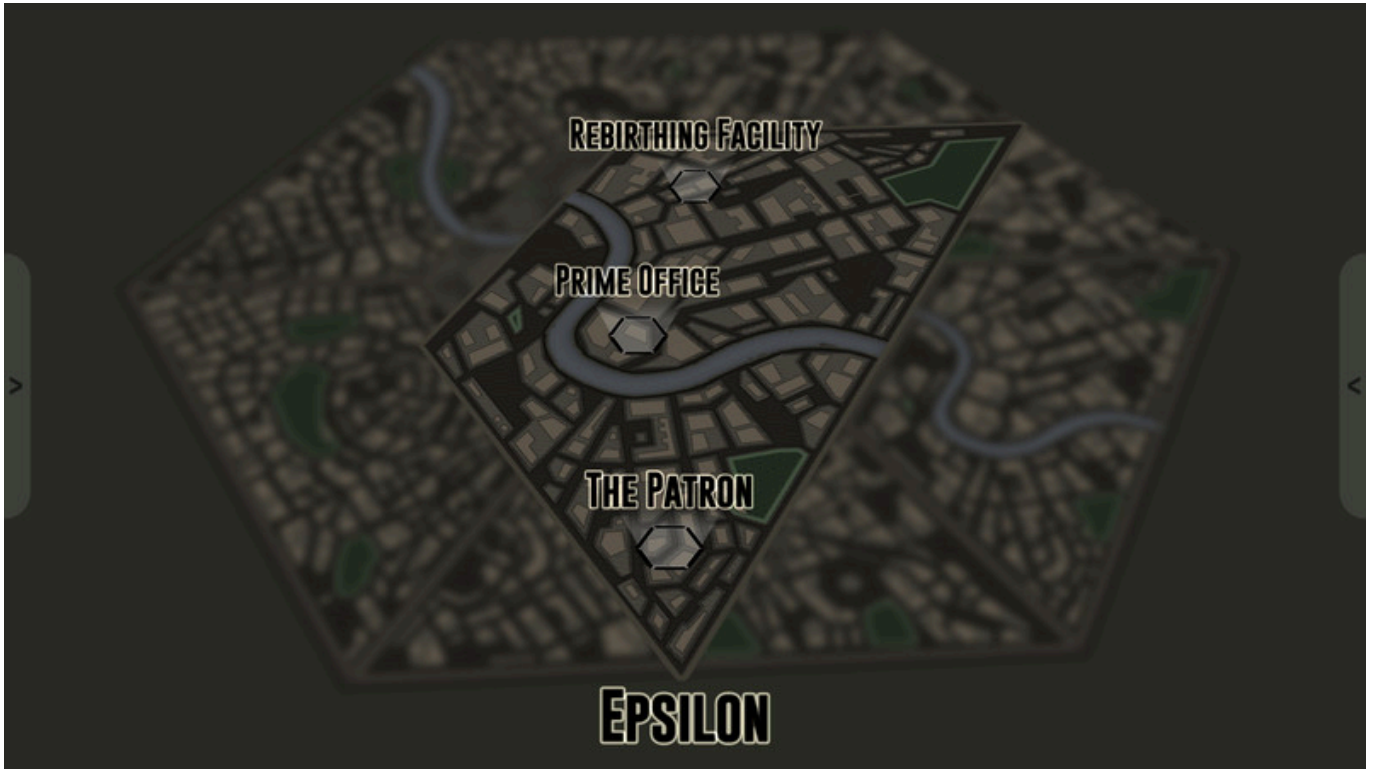 Rebirthing Facility
Prime Office
>
<
The Patron
Epsilon